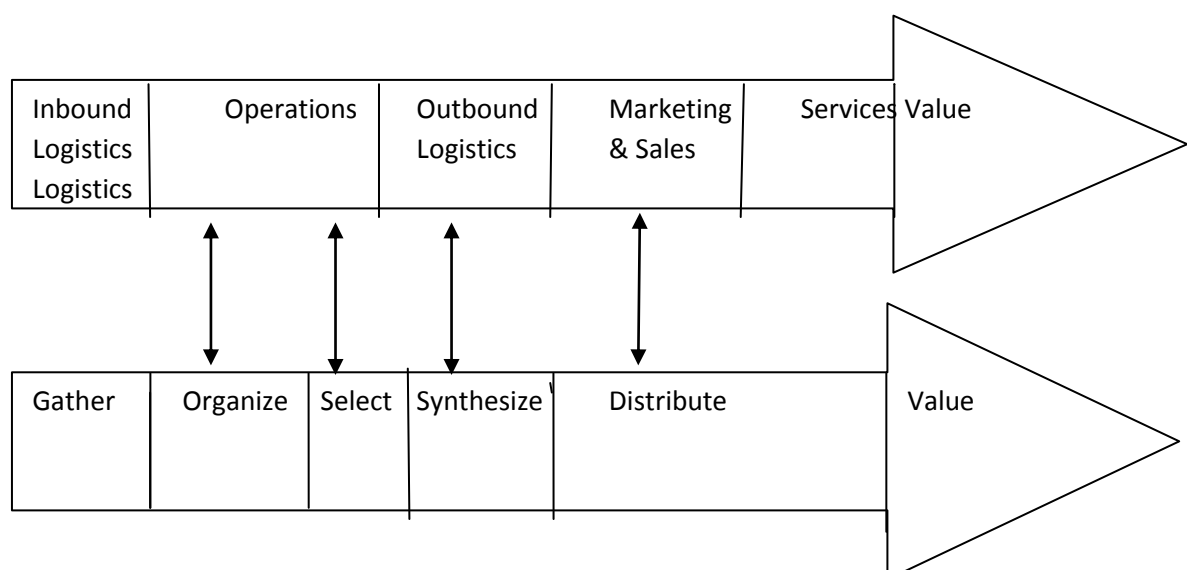 Inbound Operations Outbound Marketing Services Value
Logistics Logistics & Sales
Logistics
Gather Organize Select Synthesize Distribute Value